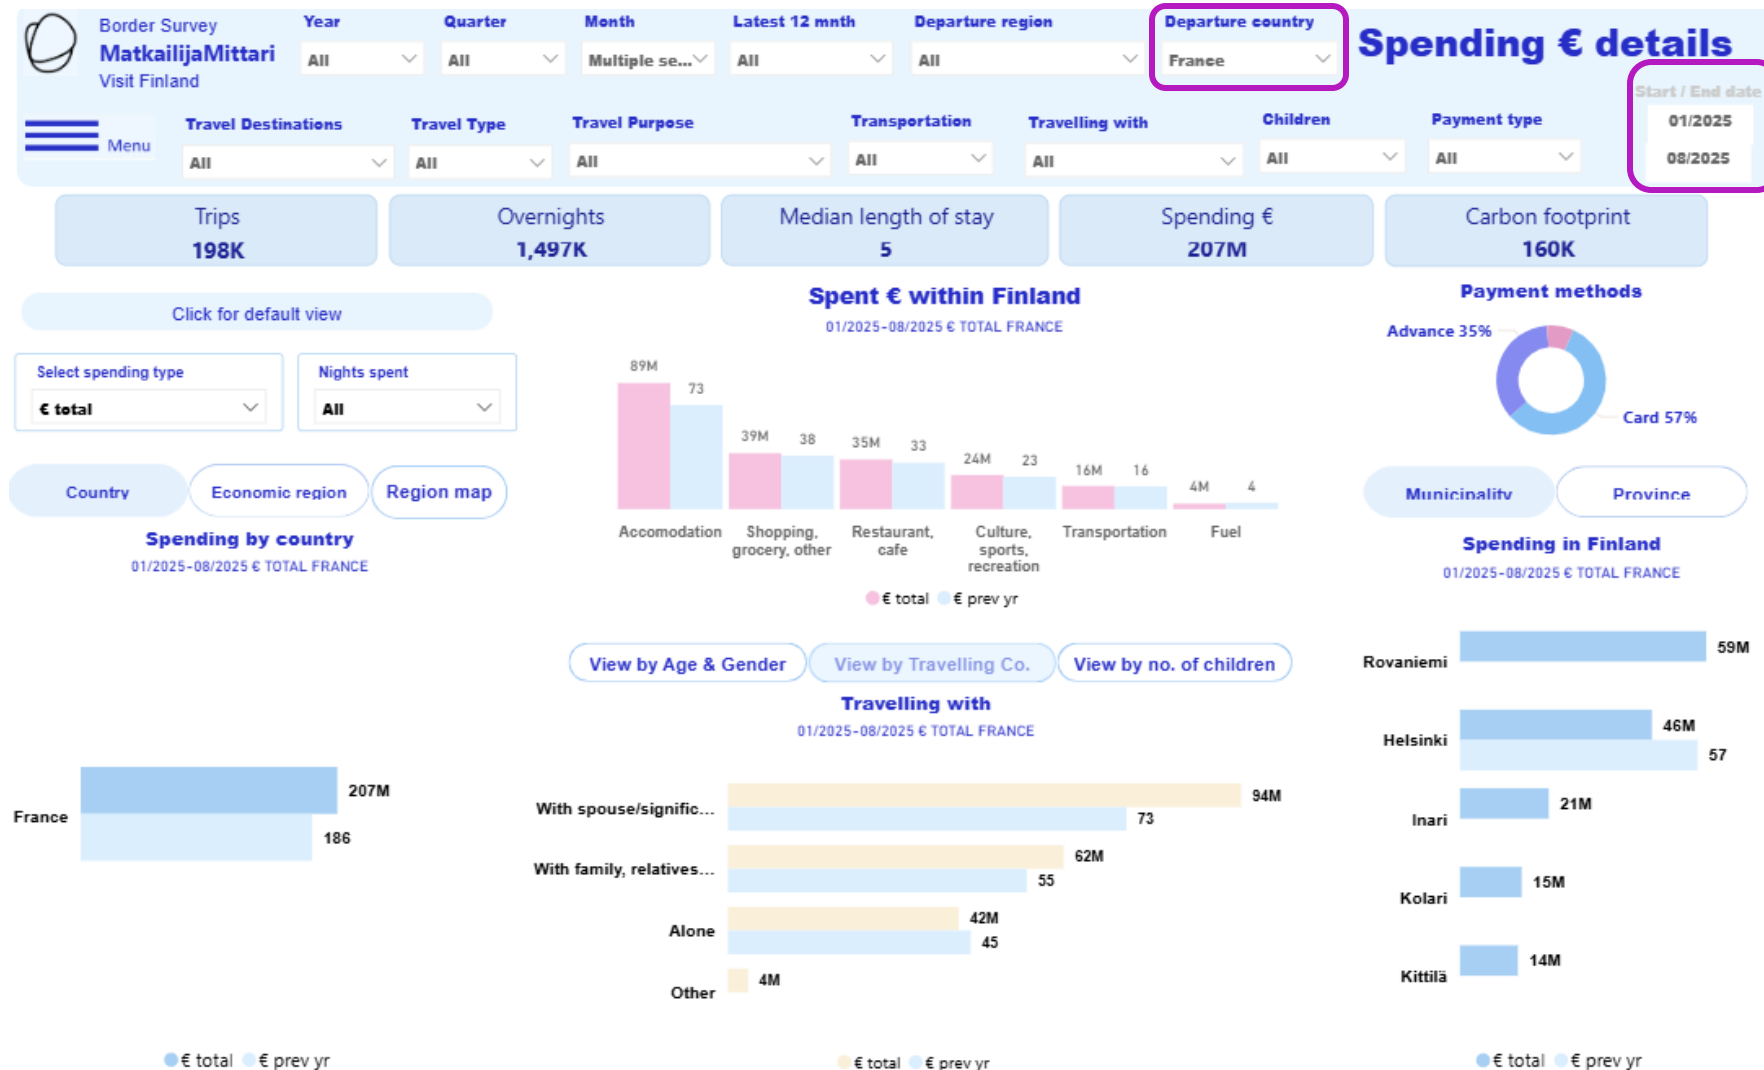 Border Survey
MatkailijaMittari
Visit Finland
Year
All
Quarter
All
Month
Multiple se...
Latest 12 mnth
All
Departure region
All
Departure country
France
Spending € details
Start / End date
01/2025
08/2025
Menu
Travel Destinations
All
Travel Type
All
Travel Purpose
All
Transportation
All
Travelling with
All
Children
All
Payment type
All
Trips
198K
Overnights
1,497K
Median length of stay
5
Spending €
207M
Carbon footprint
160K
Click for default view
Select spending type
€ total
Nights spent
All
Country
Economic region
Region map
Spending by country
01/2025-08/2025 € TOTAL FRANCE
France
207M
186
€ total
€ prev yr
Spent € within Finland
01/2025-08/2025 € TOTAL FRANCE
89M
73
39M
38
35M
33
24M
23
16M
16
4M
4
Accomodation
Shopping,
grocery, other
Restaurant,
cafe
Culture,
sports,
recreation
Transportation
Fuel
€ total
€ prev yr
View by Age & Gender
View by Travelling Co.
View by no. of children
Travelling with
01/2025-08/2025 € TOTAL FRANCE
With spouse/signific...
94M
73
With family, relatives...
62M
55
Alone
42M
45
Other
4M
€ total
€ prev yr
Payment methods
Advance 35%
Card 57%
Municipality
Province
Spending in Finland
01/2025-08/2025 € TOTAL FRANCE
Rovaniemi
59M
Helsinki
46M
57
Inari
21M
Kolari
15M
Kittilä
14M
€ total
€ prev yr